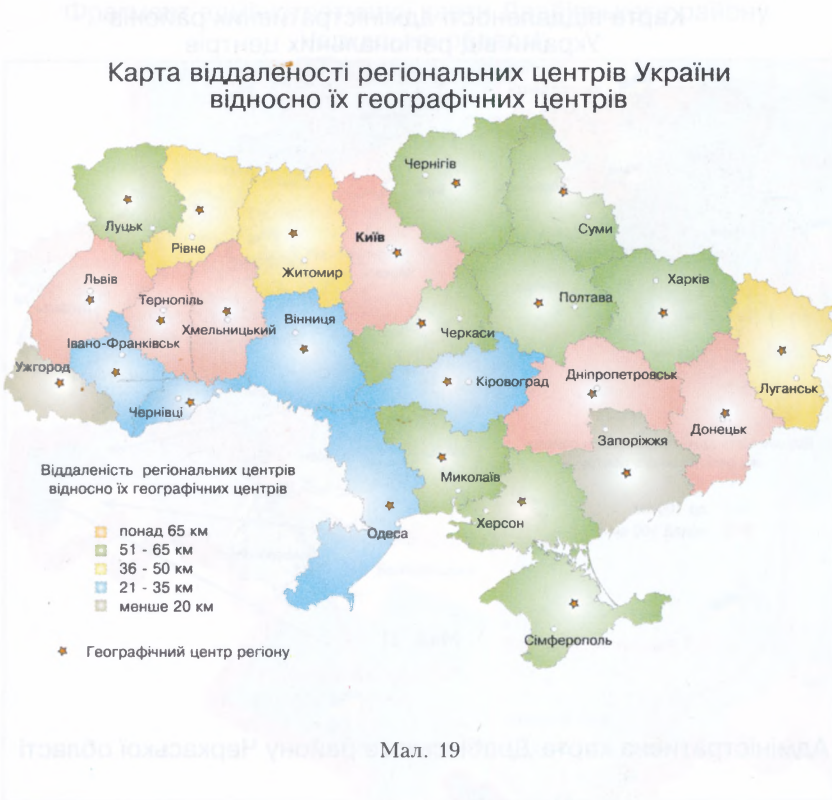 Карта віддаленості регіональних центрів України
відносно їх географічних центрів
Чернігів
Луцьк
Рівне
Київ
Суми
Житомир
Львів
Тернопіль
Хмельницький
Вінниця
Харків
Полтава
Черкаси
Івано-Франківськ
Ужгород
Чернівці
Кіровоград
Дніпропетровськ
Луганськ
Донецьк
Запоріжжя
Миколаїв
Херсон
Одеса
Сімферополь
Віддаленість регіональних центрів
відносно їх географічних центрів
понад 65 км
51 - 65 км
36 - 50 км
21 - 35 км
менше 20 км
Географічний центр регіону
Мал. 19